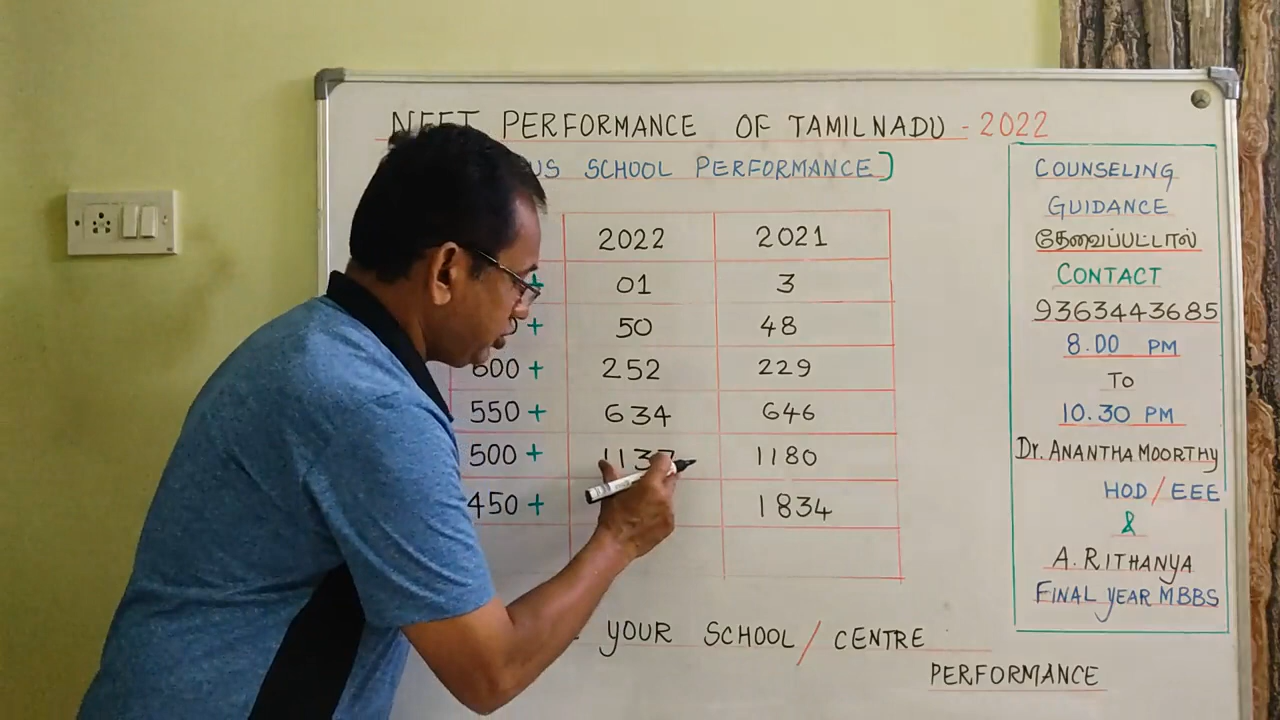 NEET PERFORMANCE OF TAMILNADU - 2022
US SCHOOL PERFORMANCE]
2022 2021
+ 01 3
+ 50 48
600 + 252 229
550 + 634 646
500 + 1137 1180
450 + 1834
YOUR SCHOOL / CENTRE
PERFORMANCE
COUNSELING
GUIDANCE
தேவைப்பட்டால்
CONTACT
9363443685
8.00 PM
TO
10.30 PM
Dr. ANANTHA MOORTHY
HOD / EEE
&
A. RITHANYA
FINAL YEAR MBBS